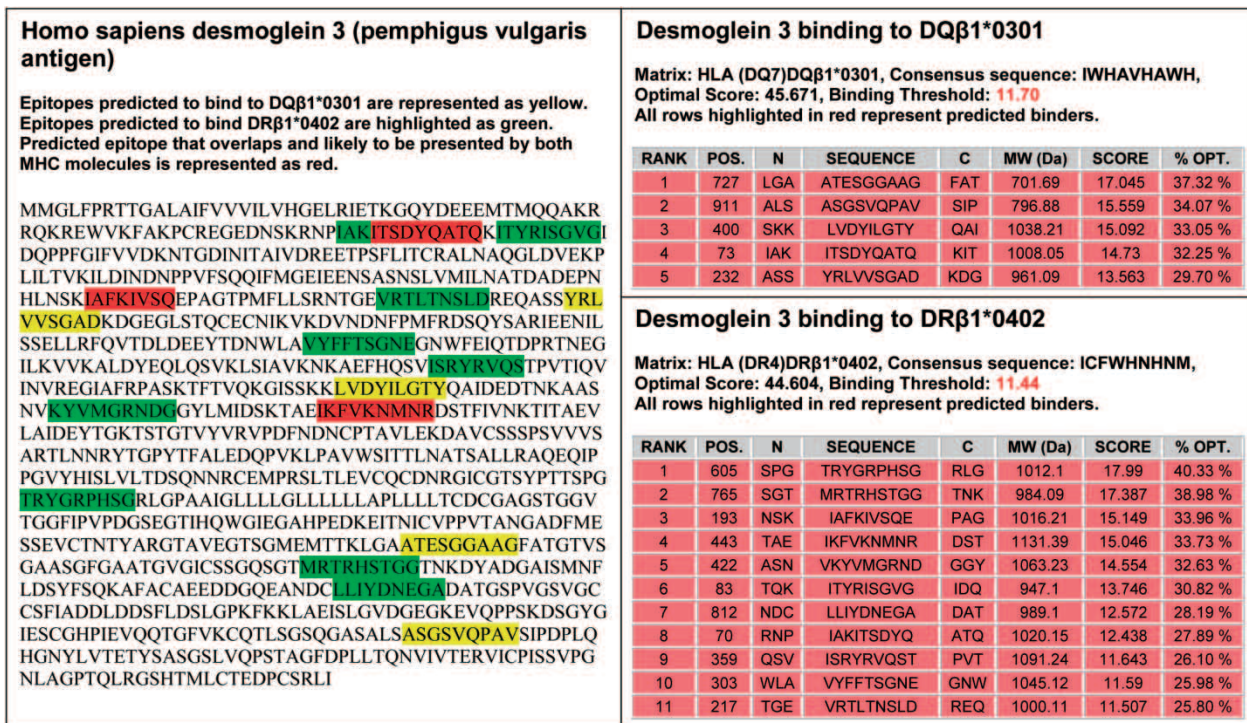 Homo sapiens desmoglein 3 (pemphigus vulgaris
antigen)
Epitopes predicted to bind to DQβ1*0301 are represented as yellow.
Epitopes predicted to bind DRβ1*0402 are highlighted as green.
Predicted epitope that overlaps and likely to be presented by both
MHC molecules is represented as red.
MMGLFPRTTGALAIFVVVILVHGELRIETKGQYDEEEMTMQQAKR
RQKREWVKFAKPCREGEDNSKRNPIAKITSDYQATQKITYRISGVGI
DQPPFGIFVVDKNTGDINITAIVDREETPSFLITCRALNAQGLDVEKP
LILTVKILDINDNPPVFSQQIFMGEIEENSASNSLVMILNATDADEPN
HLNSKIAFKIVSQEPAGTPMFLLSRNTGEVRTLTNSLDREQASSYRL
VVSGADKDGEGLSTQCECNIKVKDVNDNFPMFRDSQYSARIEENIL
SSELLRFQVTDLDEEYTDNWLAVYFFTSGNEGNWFEIQTDPRTNEG
ILKVVKALDYEQLQSVKLSIAVKNKAEFHQSVISRYRVQSTPVTIQV
INVREGIAFRPASKTFTVQKGISSKKLVDYILGTYQAIDEDTNKAAS
NVKYVMGRNDGGYLMIDSKTAEIKFVKNMNRDSTFIVNKTITAEV
LAIDEYTGKTSTGTVYVRVPDFNDNCPTAVLEKDAVCSSSPSVVVS
ARTLNNRYTGPYTFALEDQPVKLPAVWSITTLNATSALLRAQEQIP
PGVYHISLVLTDSQNNRCEMPRSLTLEVCQCDNRGICGTSYPTTSPG
TRYGRPHSGRLGPAAIGLLLLGLLLLLLAPLLLLTCDCGAGSTGGV
TGGFIPVPDGSEGTIHQWGIEGAHPEDKEITNICVPPVTANGADFME
SSEVCTNTYARGTAVEGTSGMEMTTKLGAATESGGAAGFATGTVS
GAASGFGAATGVGICSSGQSGTMRTRHSTGGTNKDYADGAISMNF
LDSYFSQKAFACAEEDDGQEANDCLLIYDNEGADATGSPVGSVGC
CSFIADDLDDSFLDSLGPKFKKLAEISLGVDGEGKEVQPPSKDSGYG
IESCGHPIEVQQTGFVKCQTLSGSQGASALSASGSVQPAVSIPDPLQ
HGNYLVTETYSASGSLVQPSTAGFDPLLTQNVIVTERVICPISSVPG
NLAGPTQLRGSHTMLCTEDPCSRLI
Desmoglein 3 binding to DQβ1*0301
Matrix: HLA (DQ7)DQβ1*0301, Consensus sequence: IWHAVHAWH,
Optimal Score: 45.671, Binding Threshold: 11.70
All rows highlighted in red represent predicted binders.
RANK POS. N SEQUENCE C MW (Da) SCORE % OPT.
1 727 LGA ATESGGAAG FAT 701.69 17.045 37.32 %
2 911 ALS ASGSVQPAV SIP 796.88 15.559 34.07 %
3 400 SKK LVDYILGTY QAI 1038.21 15.092 33.05 %
4 73 IAK ITSDYQATQ KIT 1008.05 14.73 32.25 %
5 232 ASS YRLVVSGAD KDG 961.09 13.563 29.70 %
Desmoglein 3 binding to DRβ1*0402
Matrix: HLA (DR4)DRβ1*0402, Consensus sequence: ICFWHNHNM,
Optimal Score: 44.604, Binding Threshold: 11.44
All rows highlighted in red represent predicted binders.
RANK POS. N SEQUENCE C MW (Da) SCORE % OPT.
1 605 SPG TRYGRPHSG RLG 1012.1 17.99 40.33 %
2 765 SGT MRTRHSTGG TNK 984.09 17.387 38.98 %
3 193 NSK IAFKIVSQE PAG 1016.21 15.149 33.96 %
4 443 TAE IKFVKNMNR DST 1131.39 15.046 33.73 %
5 422 ASN VKYVMGRND GGY 1063.23 14.554 32.63 %
6 83 TQK ITYRISGVG IDQ 947.1 13.746 30.82 %
7 812 NDC LLIYDNEGA DAT 989.1 12.572 28.19 %
8 70 RNP IAKITSDYQ ATQ 1020.15 12.438 27.89 %
9 359 QSV ISRYRVQST PVT 1091.24 11.643 26.10 %
10 303 WLA VYFFTSGNE GNW 1045.12 11.59 25.98 %
11 217 TGE VRTLTNSLD REQ 1000.11 11.507 25.80 %